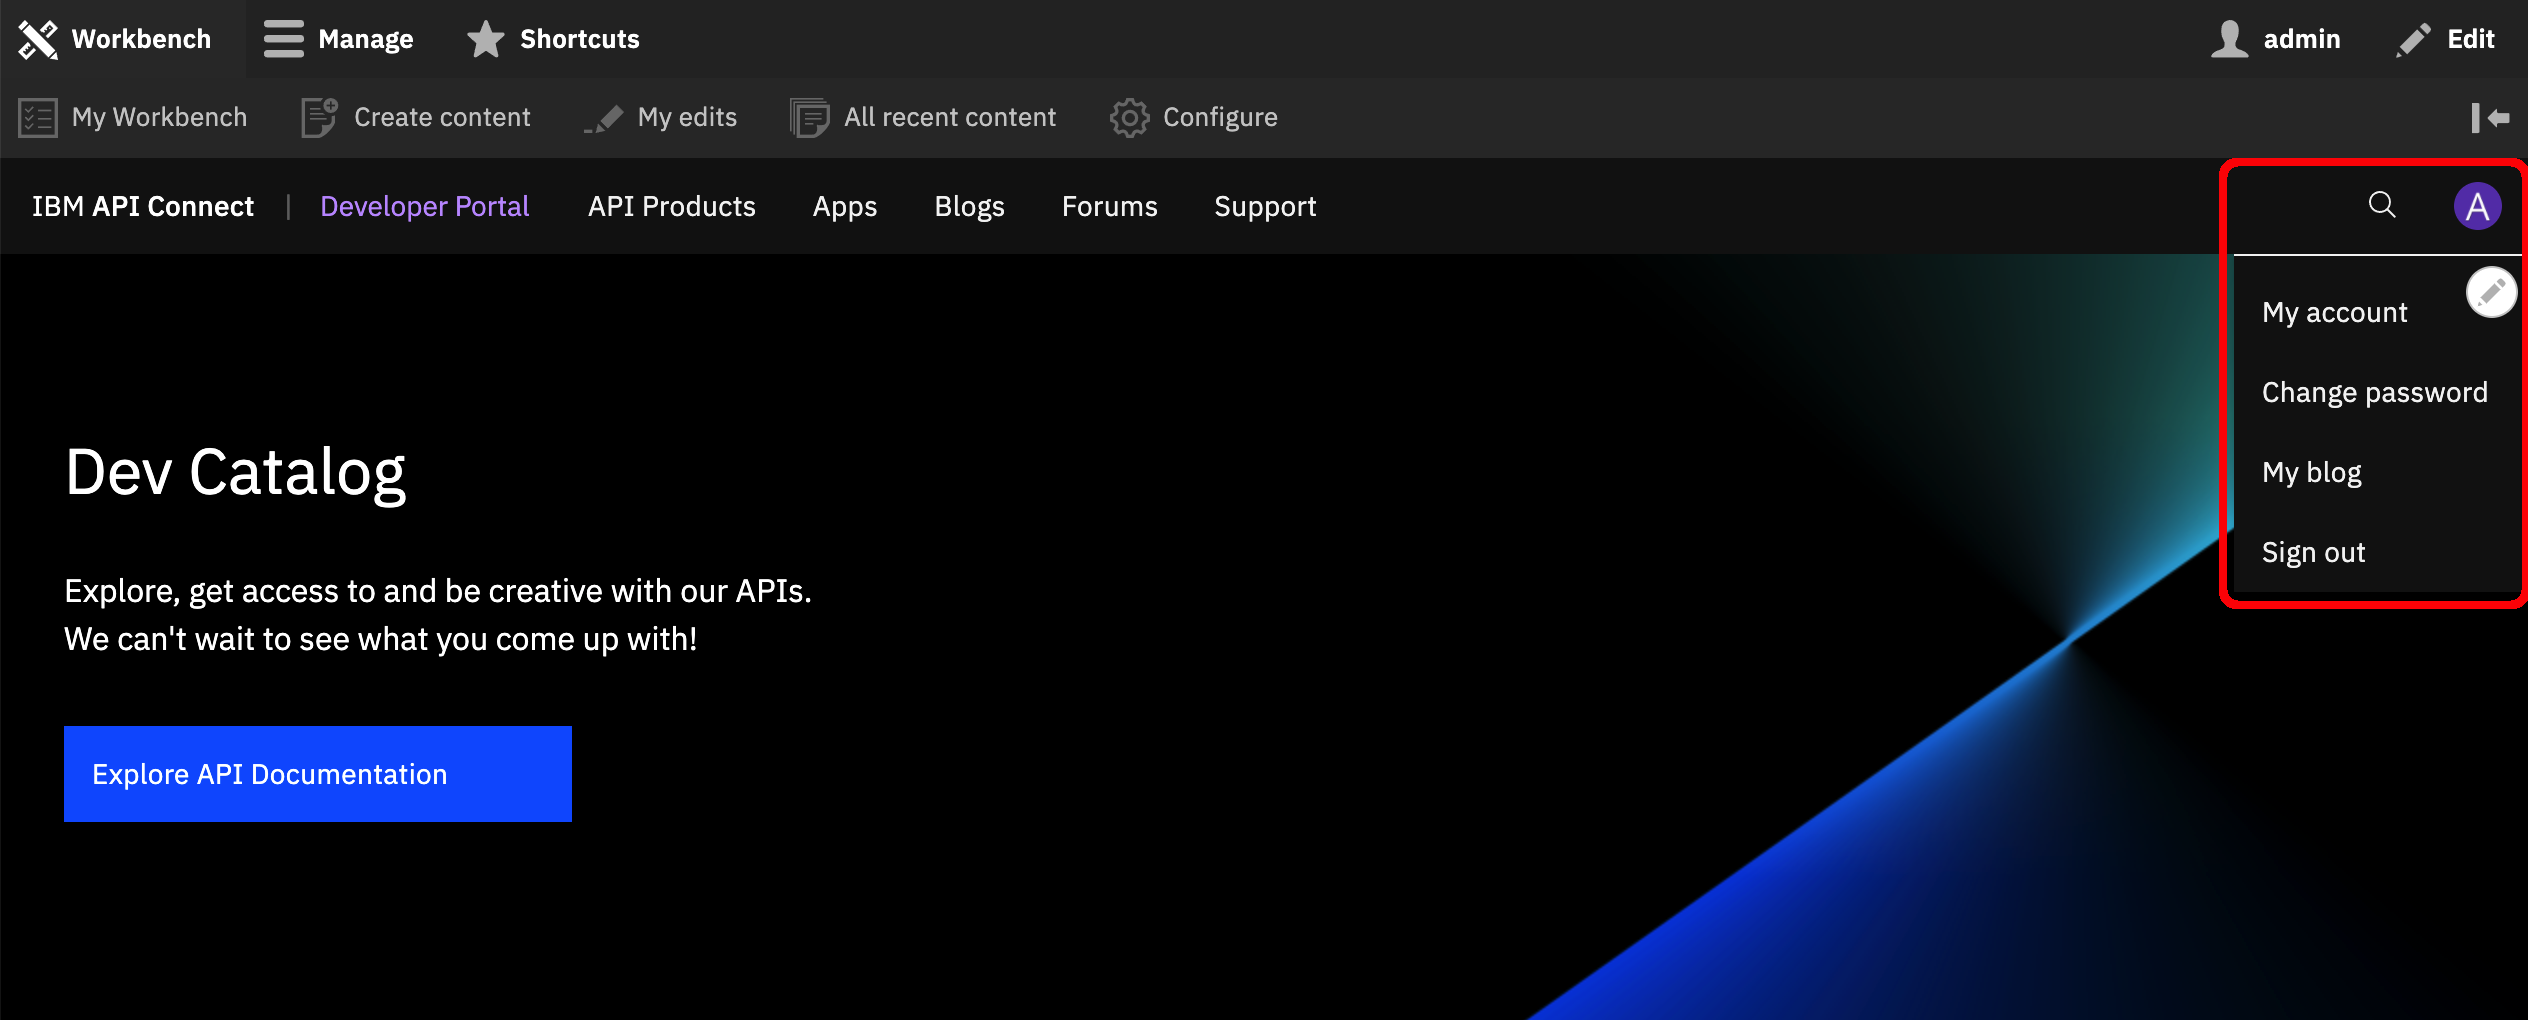 Workbench Manage Shortcuts admin Edit
My Workbench Create content My edits All recent content Configure
IBM API Connect | Developer Portal API Products Apps Blogs Forums Support A
My account
Change password
My blog
Sign out
Dev Catalog
Explore, get access to and be creative with our APIs.
We can't wait to see what you come up with!
Explore API Documentation